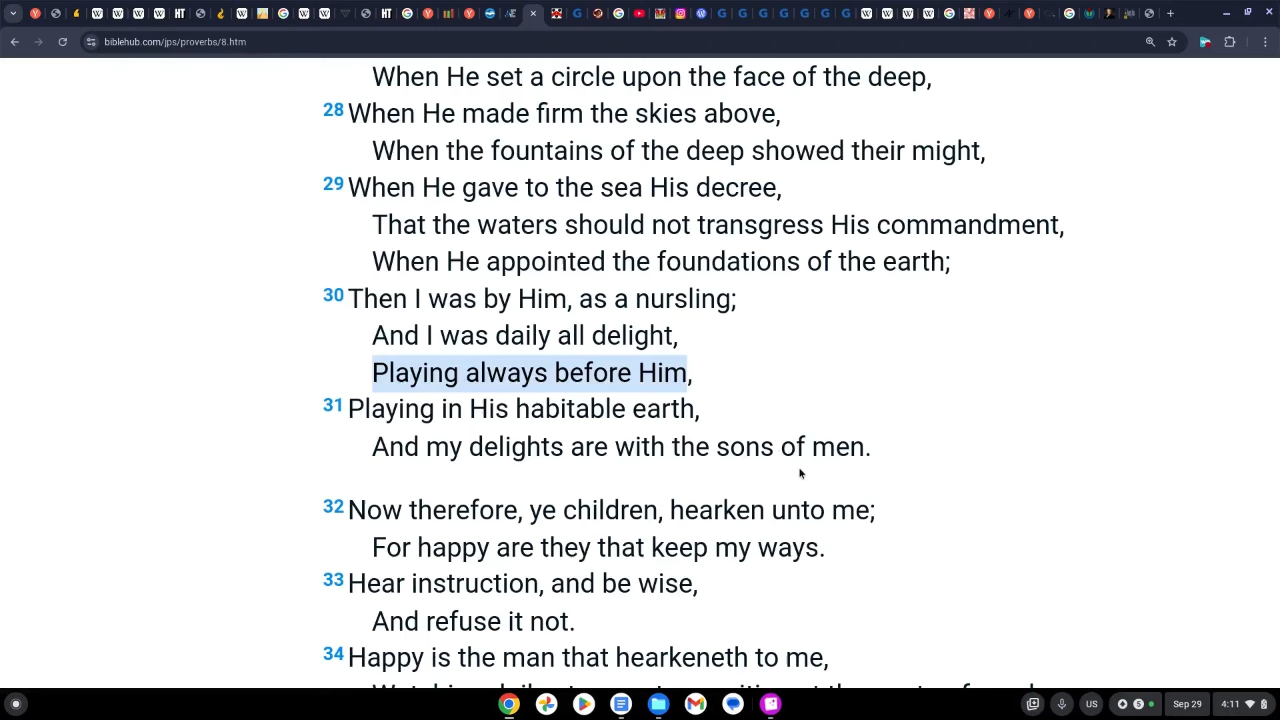 biblehub.com/jps/proverbs/8.htm
When He set a circle upon the face of the deep,
28 When He made firm the skies above,
When the fountains of the deep showed their might,
29 When He gave to the sea His decree,
That the waters should not transgress His commandment,
When He appointed the foundations of the earth;
30 Then I was by Him, as a nursling;
And I was daily all delight,
Playing always before Him,
31 Playing in His habitable earth,
And my delights are with the sons of men.
32 Now therefore, ye children, hearken unto me;
For happy are they that keep my ways.
33 Hear instruction, and be wise,
And refuse it not.
34 Happy is the man that hearkeneth to me,
US
Sep 29
4:11